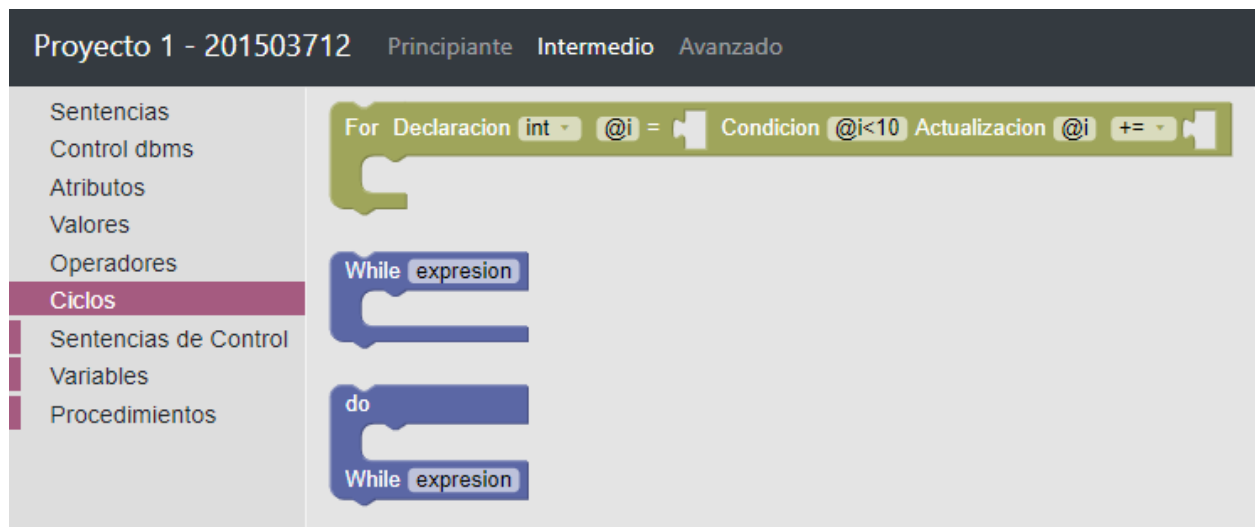 Proyecto 1 - 201503712 Principiante Intermedio Avanzado
Sentencias
Control dbms
Atributos
Valores
Operadores
Ciclos
Sentencias de Control
Variables
Procedimientos
For Declaracion int @i = Condicion @i<10 Actualizacion @i +=
While expresion
do
While expresion